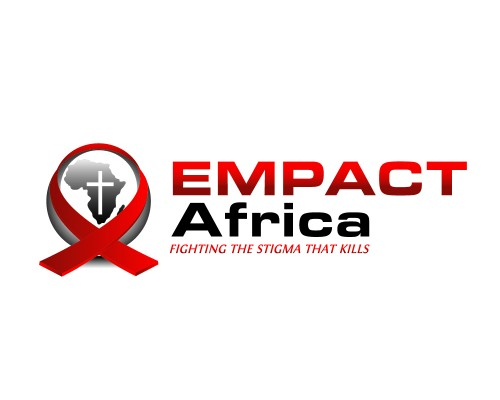 EMPACT
Africa
FIGHTING THE STIGMA THAT KILLS